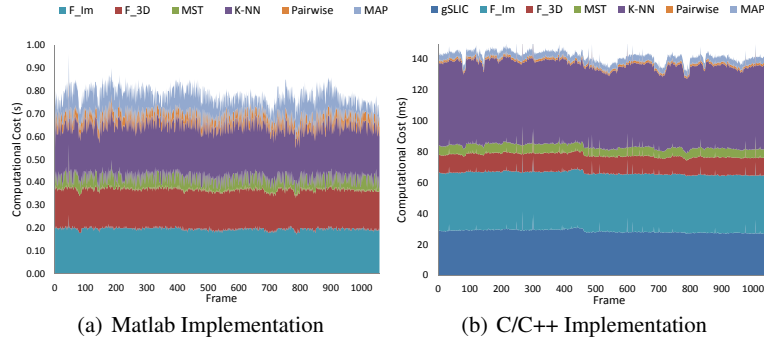 F_Im F_3D MST K-NN Pairwise MAP
1.00
0.90
0.80
0.70
0.60
0.50
0.40
0.30
0.20
0.10
0.00
Computational Cost (s)
0 100 200 300 400 500 600 700 800 900 1000
Frame
(a) Matlab Implementation
gSLIC F_Im F_3D MST K-NN Pairwise MAP
140
120
100
80
60
40
20
0
Computational Cost (ms)
0 100 200 300 400 500 600 700 800 900 1000
Frame
(b) C/C++ Implementation